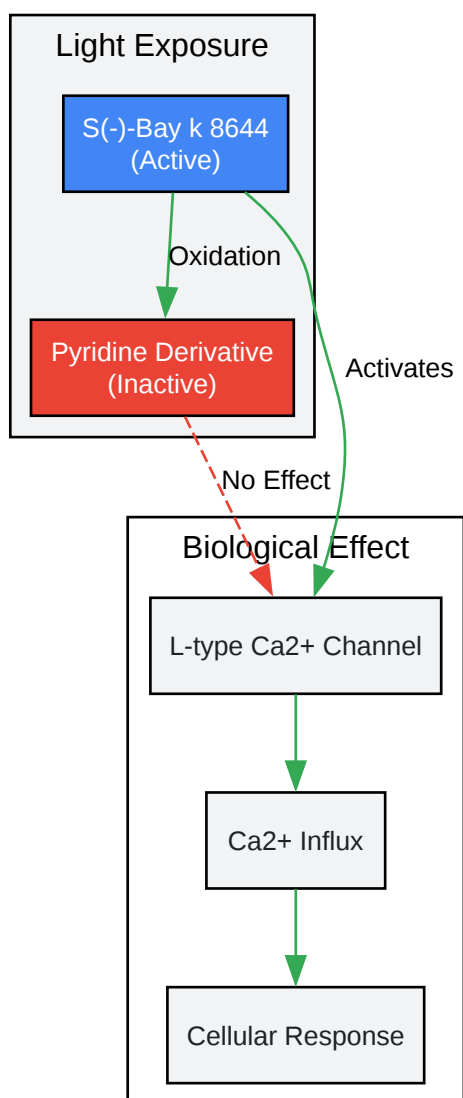 Light Exposure
S(-)-Bay k 8644
(Active)
Oxidation
Pyridine Derivative
(Inactive)
Activates
No Effect
Biological Effect
L-type Ca2+ Channel
Ca2+ Influx
Cellular Response